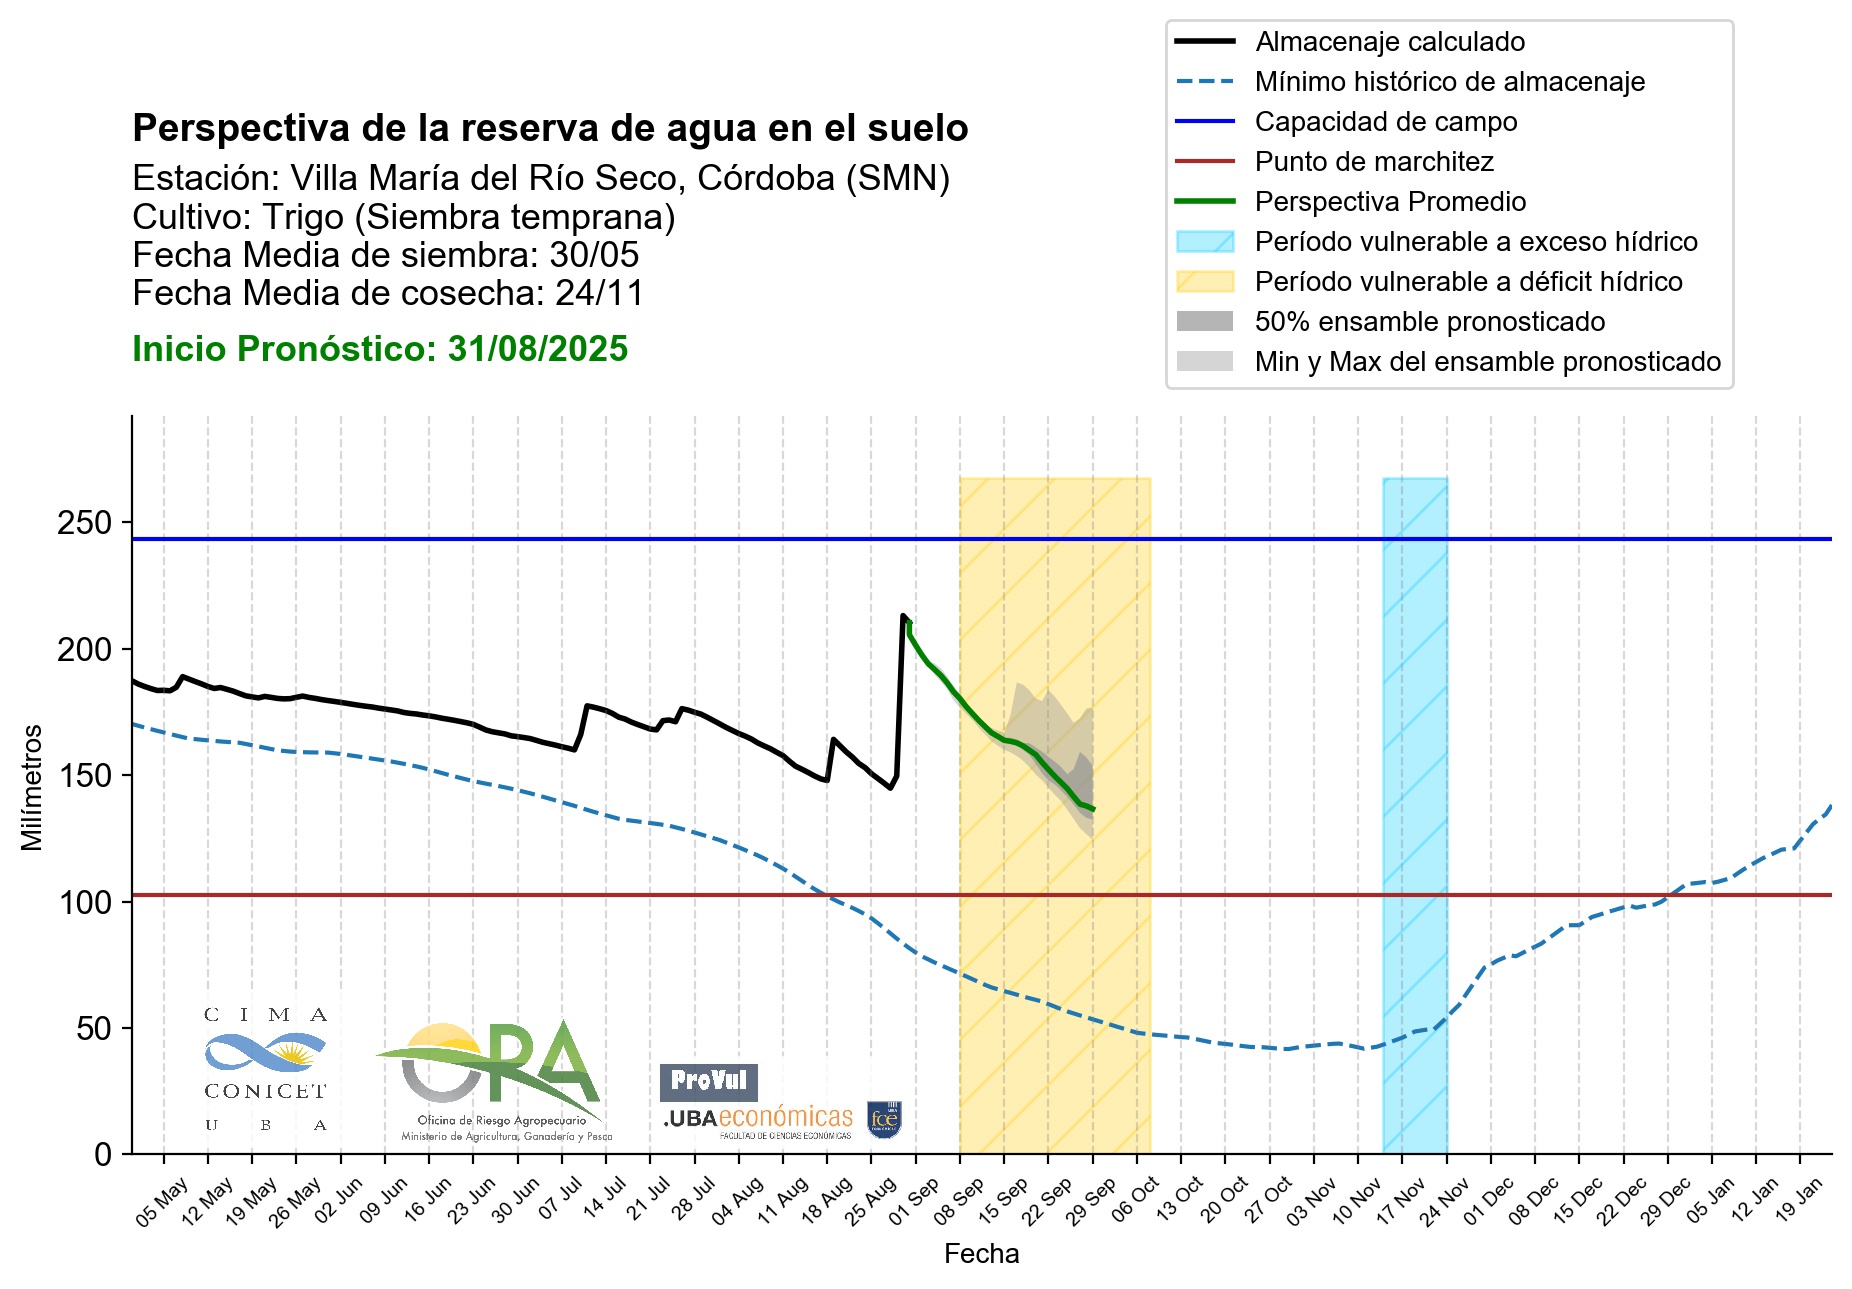 Almacenaje calculado
Mínimo histórico de almacenaje
Capacidad de campo
Punto de marchitez
Perspectiva Promedio
Período vulnerable a exceso hídrico
Período vulnerable a déficit hídrico
50% ensamble pronosticado
Min y Max del ensamble pronosticado
Perspectiva de la reserva de agua en el suelo
Estación: Villa María del Río Seco, Córdoba (SMN)
Cultivo: Trigo (Siembra temprana)
Fecha Media de siembra: 30/05
Fecha Media de cosecha: 24/11
Inicio Pronóstico: 31/08/2025
Milímetros
250
200
150
100
50
0
CIMA
CONICET
UBA
ORA
Oficina de Riesgo Agropecuario
Ministerio de Agricultura, Ganadería y Pesca
ProVul
.UBAeconómicas
FACULTAD DE CIENCIAS ECONÓMICAS
UBA
fce
ECONÓMICAS
05 May 12 May 19 May 26 May 02 Jun 09 Jun 16 Jun 23 Jun 30 Jun 07 Jul 14 Jul 21 Jul 28 Jul 04 Aug 11 Aug 18 Aug 25 Aug 01 Sep 08 Sep 15 Sep 22 Sep 29 Sep 06 Oct 13 Oct 20 Oct 27 Oct 03 Nov 10 Nov 17 Nov 24 Nov 01 Dec 08 Dec 15 Dec 22 Dec 29 Dec 05 Jan 12 Jan 19 Jan
Fecha